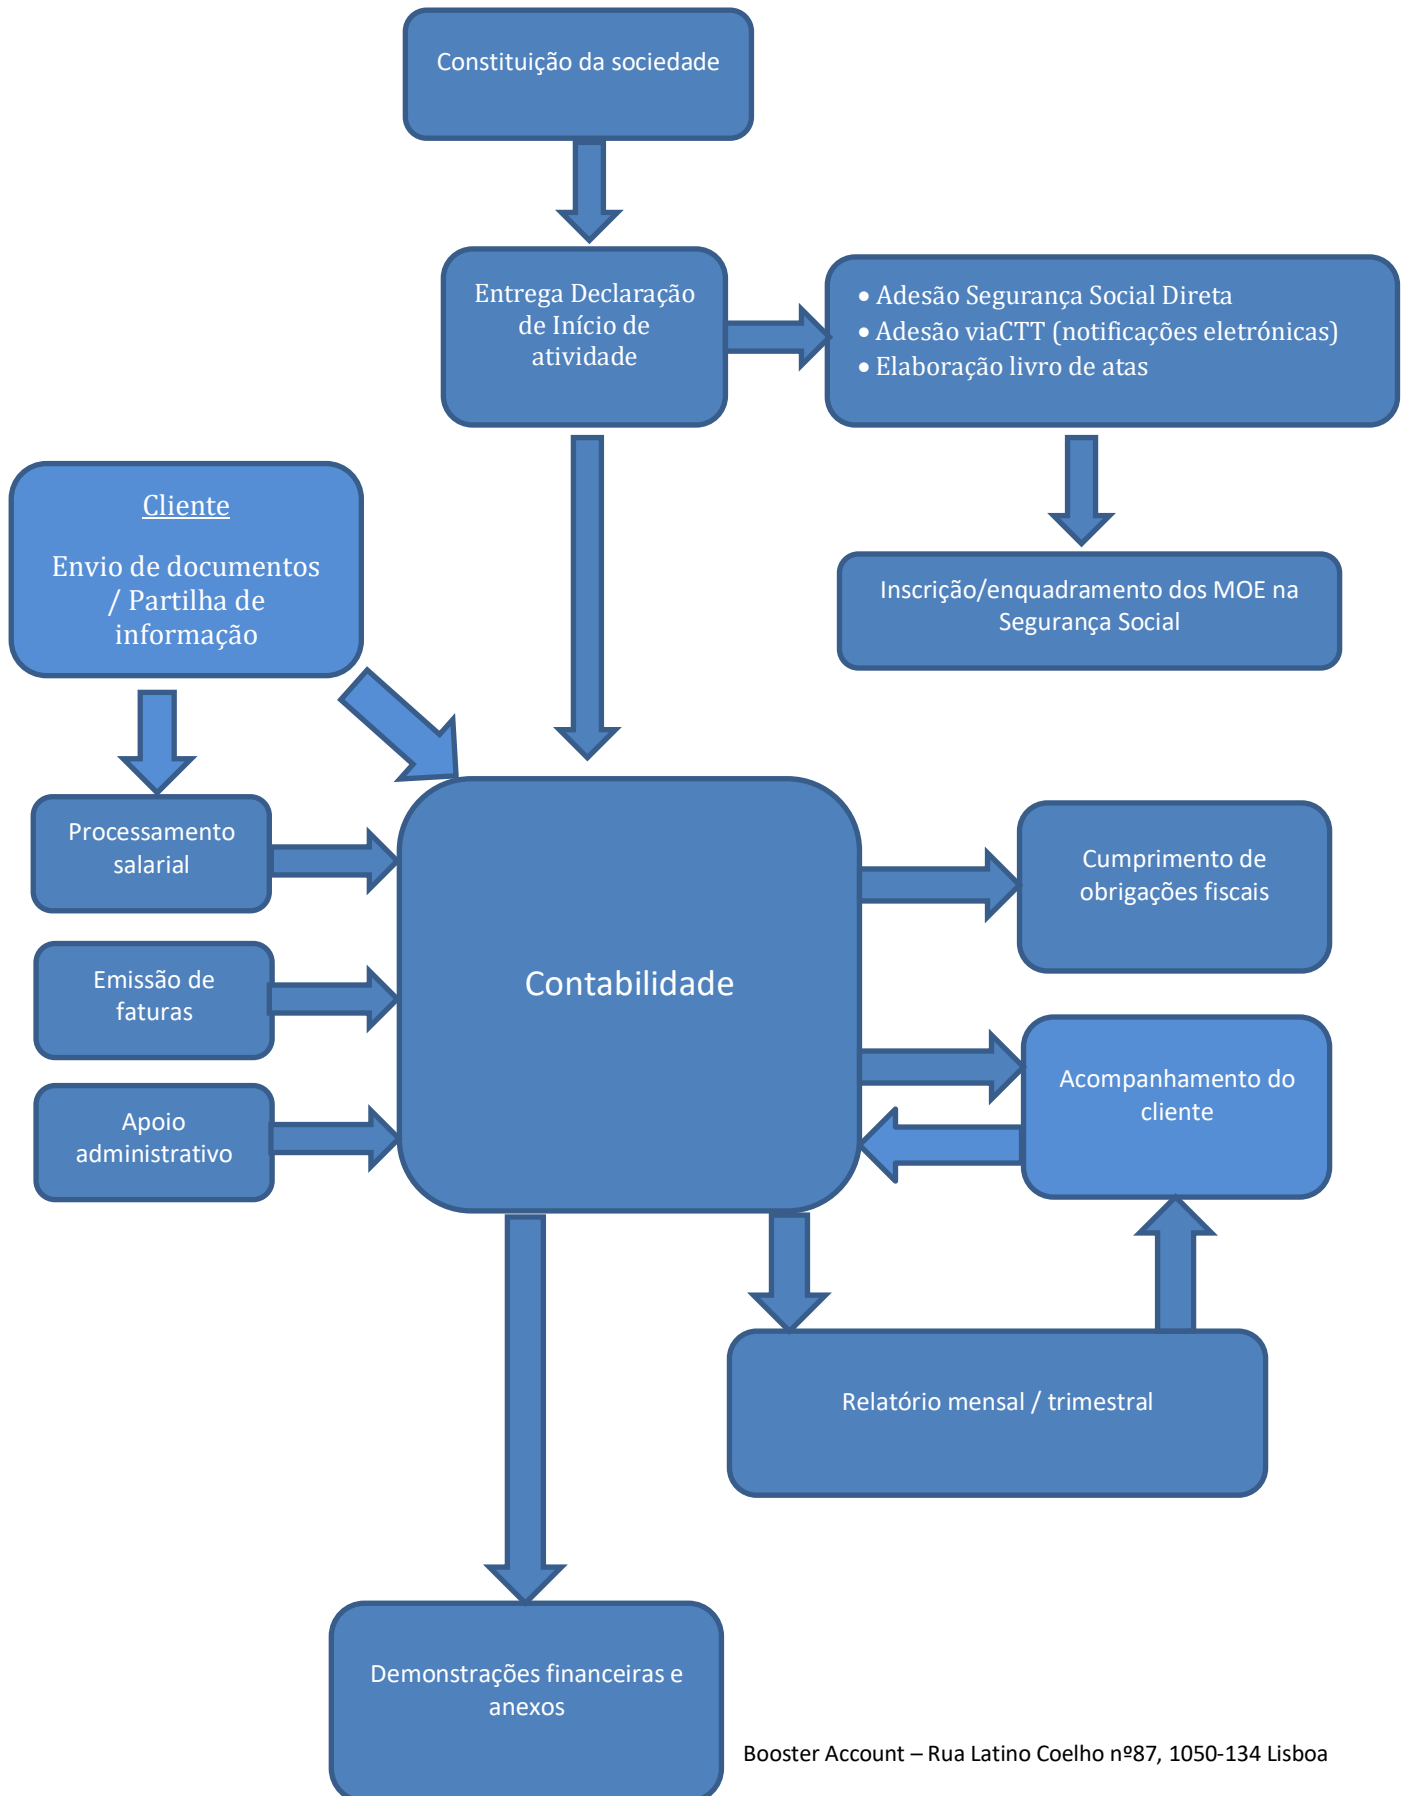 Constituição da sociedade
Entrega Declaração
de Início de
atividade
• Adesão Segurança Social Direta
• Adesão viaCTT (notificações eletrónicas)
• Elaboração livro de atas
Cliente
Envio de documentos
/ Partilha de
informação
Inscrição/enquadramento dos MOE na
Segurança Social
Processamento
salarial
Cumprimento de
obrigações fiscais
Emissão de
faturas
Contabilidade
Acompanhamento do
cliente
Apoio
administrativo
Relatório mensal / trimestral
Demonstrações financeiras e
anexos
Booster Account – Rua Latino Coelho nº87, 1050-134 Lisboa